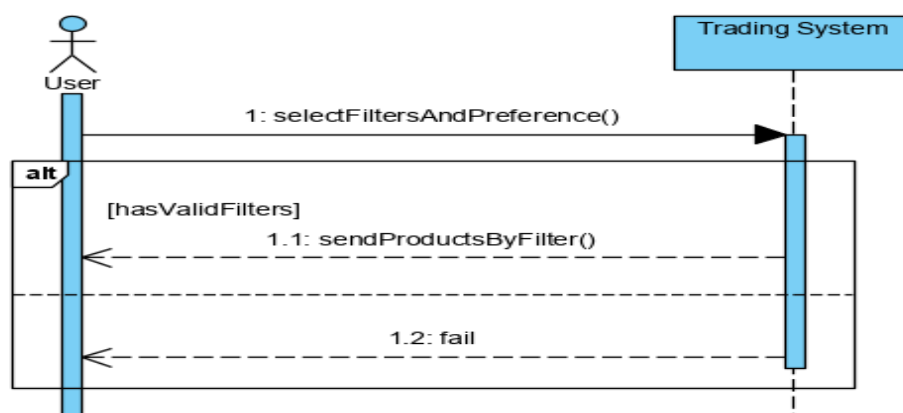 Trading System
User
1: selectFiltersAndPreference()
alt
[hasValidFilters]
1.1: sendProductsByFilter()
1.2: fail